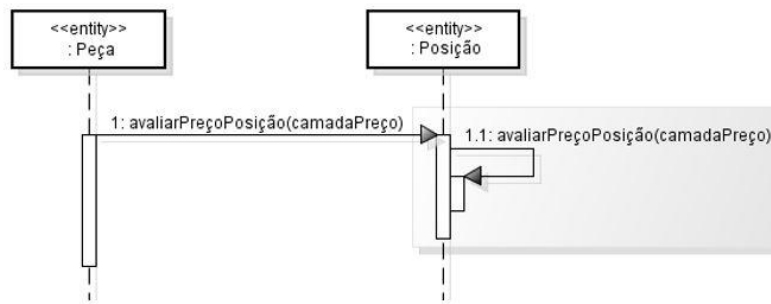 <<entity>>
: Peça
<<entity>>
: Posição
1: avaliarPreçoPosição(camadaPreço)
1.1: avaliarPreçoPosição(camadaPreço)